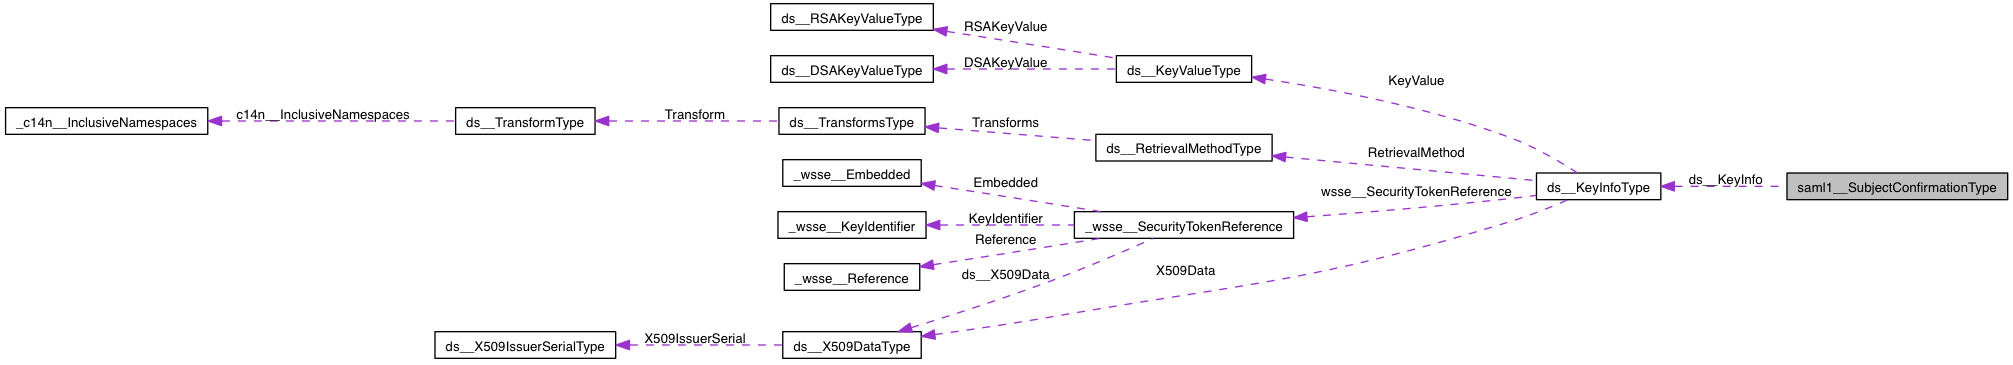 ds__RSAKeyValueType
RSAKeyValue
ds__DSAKeyValueType
DSAKeyValue
ds__KeyValueType
KeyValue
_c14n__InclusiveNamespaces
c14n__InclusiveNamespaces
ds__TransformType
Transform
ds__TransformsType
Transforms
ds__RetrievalMethodType
RetrievalMethod
_wsse__Embedded
Embedded
wsse__SecurityTokenReference
ds__KeyInfoType
ds__KeyInfo
saml1__SubjectConfirmationType
_wsse__KeyIdentifier
KeyIdentifier
_wsse__SecurityTokenReference
Reference
_wsse__Reference
ds__X509Data
X509Data
ds__X509IssuerSerialType
X509IssuerSerial
ds__X509DataType